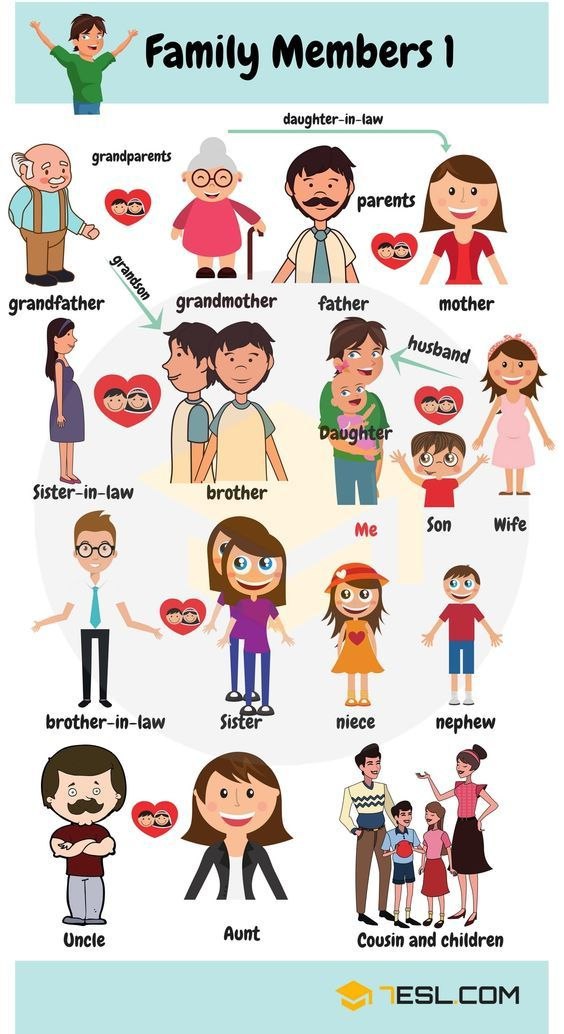 Family Members 1
daughter-in-law
grandparents
parents
grandfather
grandmother
father
mother
grandson
husband
Daughter
Sister-in-law
brother
Me
Son
Wife
brother-in-law
Sister
niece
nephew
Uncle
Aunt
Cousin and children
7ESL.COM